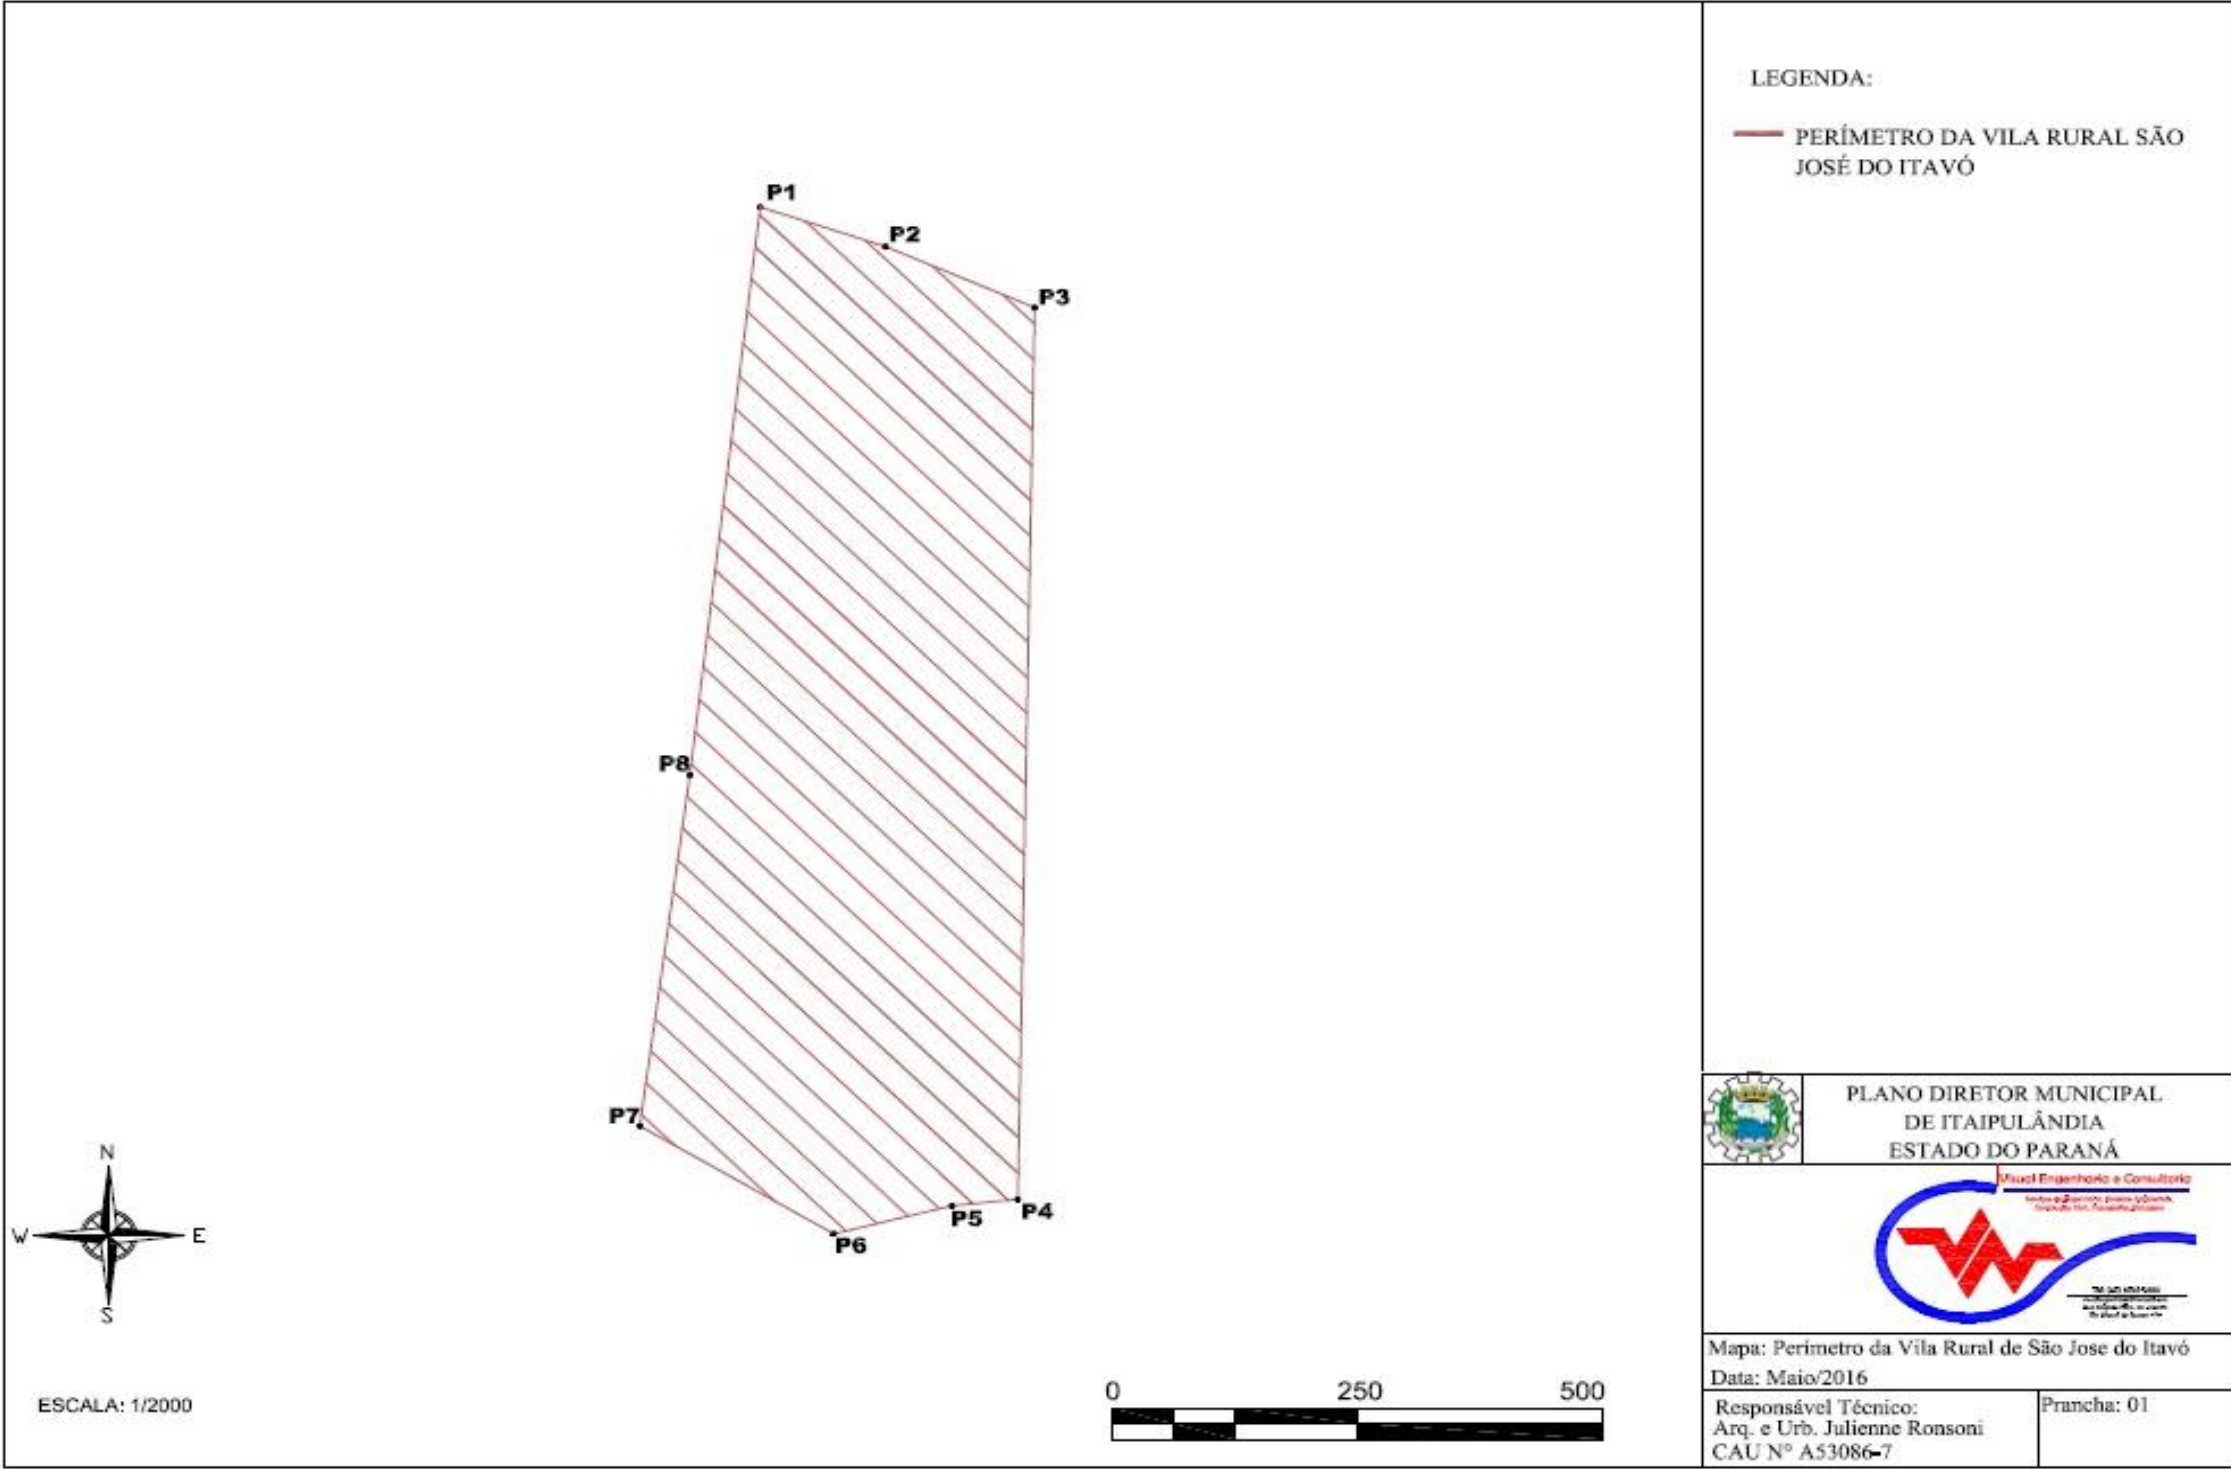 LEGENDA:
PERÍMETRO DA VILA RURAL SÃO
JOSÉ DO ITAVÓ
P1
P2
P3
P8
P7
P4
P5
P6
N
W
E
S
ESCALA: 1/2000
0 250 500
PLANO DIRETOR MUNICIPAL
DE ITAIPULÂNDIA
ESTADO DO PARANÁ
Visual Engenharia e Consultoria
Mapa: Perímetro da Vila Rural de São Jose do Itavó
Data: Maio/2016
Responsável Técnico:
Arq. e Urb. Julienne Ronsoni
CAU Nº A53086-7
Prancha: 01